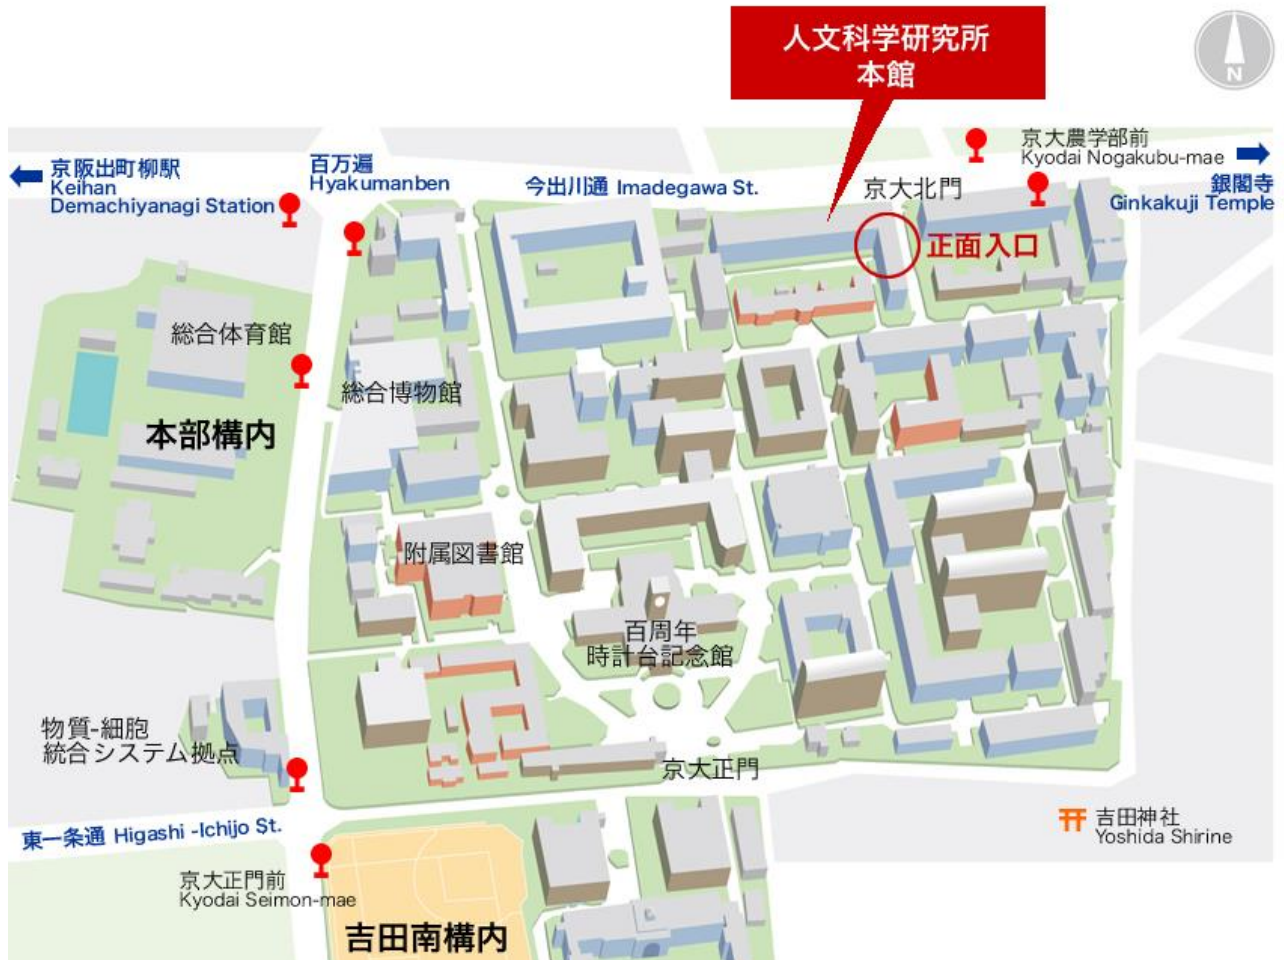 人文科学研究所
本館
N
京大農学部前
Kyodai Nogakubu-mae
京阪出町柳駅
Keihan
Demachiyanagi Station
百万遍
Hyakumanben
今出川通 Imadegawa St.
京大北門
銀閣寺
Ginkakuji Temple
正面入口
総合体育館
総合博物館
本部構内
附属図書館
百周年
時計台記念館
物質-細胞
統合システム拠点
京大正門
東一条通 Higashi -Ichijo St.
吉田神社
Yoshida Shirine
京大正門前
Kyodai Seimon-mae
吉田南構内